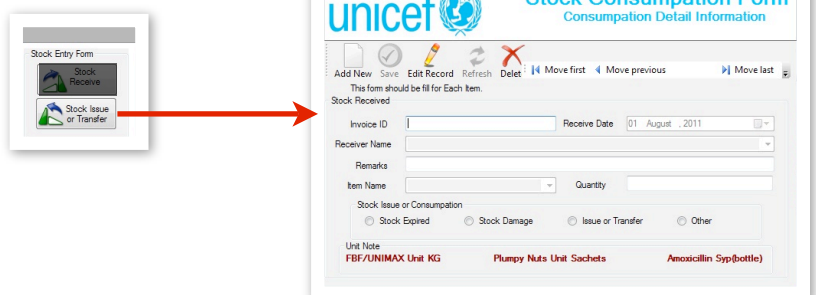 Stock Consumpation Form
unicef
Consumpation Detail Information
Stock Entry Form
Stock Receive
Stock Issue or Transfer
Add New Save Edit Record Refresh Delet Move first Move previous Move last
This form should be fill for Each Item.
Stock Received
Invoice ID Receive Date 01 August , 2011
Receiver Name
Remarks
Item Name Quantity
Stock Issue or Consumpation
Stock Expired Stock Damage Issue or Transfer Other
Unit Note
FBF/UNIMAX Unit KG Plumpy Nuts Unit Sachets Amoxicillin Syp(bottle)